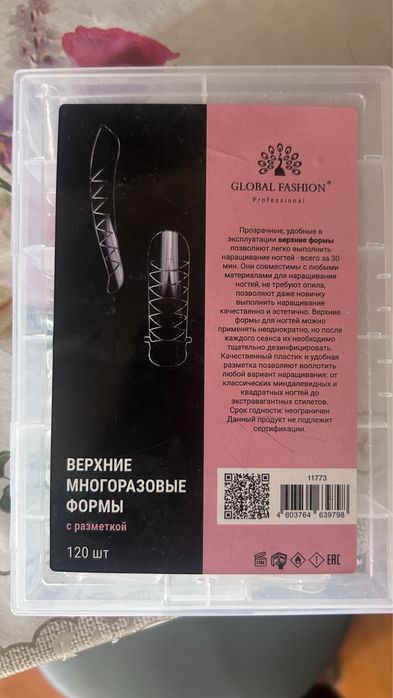 GLOBAL FASHION®
Professional
Прозрачные, удобные в
эксплуатации верхние формы
позволяют легко выполнить
наращивание ногтей - всего за 30
мин. Они совместимы с любыми
материалами для наращивания
ногтей, не требуют опила,
позволяют даже новичку
выполнить наращивание
качественно и эстетично. Верхние
формы для ногтей можно
применять неоднократно, но после
каждого сеанса их необходимо
тщательно дезинфицировать.
Качественный пластик и удобная
разметка позволяют воплотить
любой вариант наращивания: от
классических миндалевидных и
квадратных ногтей до
экстравагантных стилетов.
Срок годности: неограничен
Данный продукт не подлежит
сертификации.
ВЕРХНИЕ
МНОГОРАЗОВЫЕ
ФОРМЫ
с разметкой
120 шт
11773
4 603764 639798
EAC